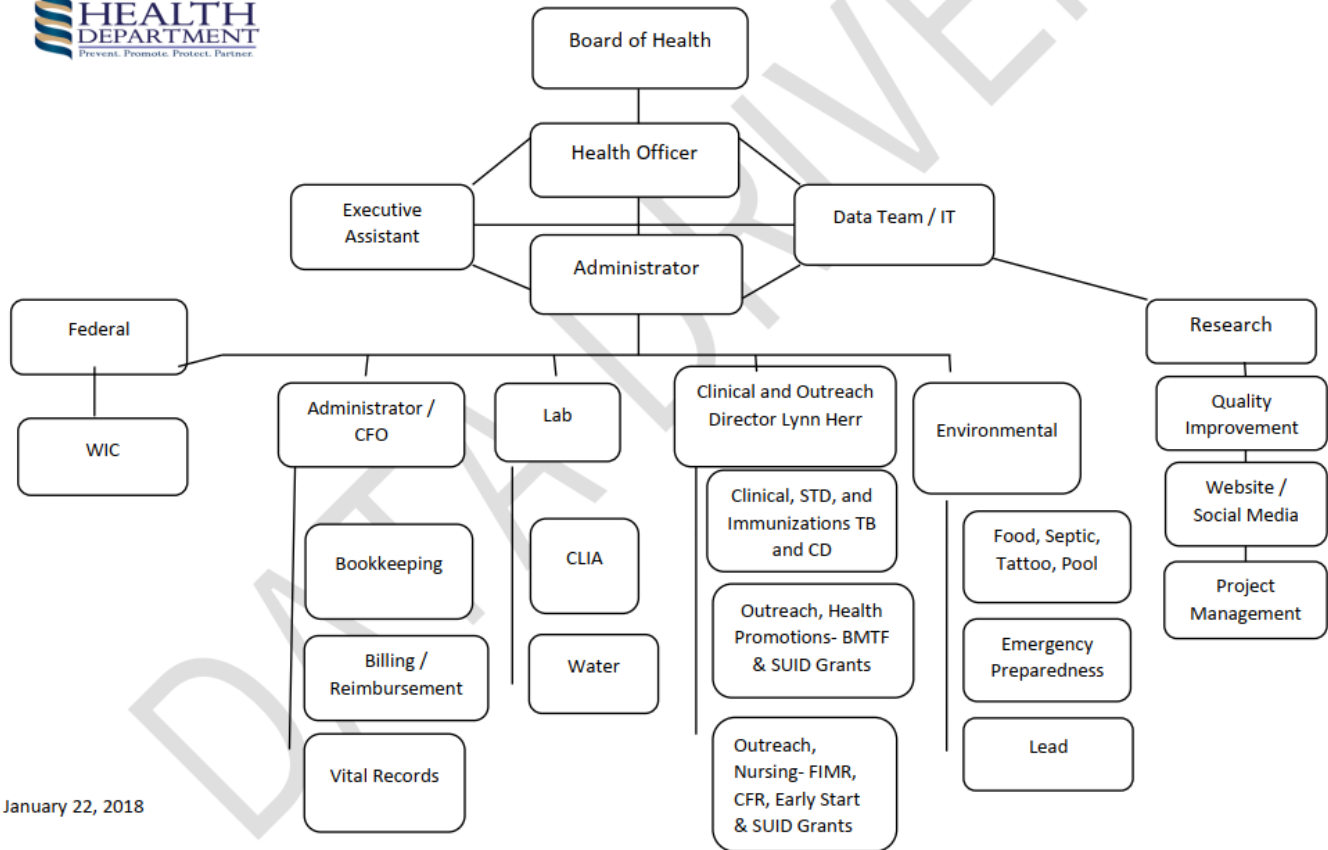 HEALTH
DEPARTMENT
Prevent. Promote. Protect. Partner.
Board of Health
Health Officer
Executive
Assistant
Data Team / IT
Administrator
Federal
Research
WIC
Administrator /
CFO
Lab
Clinical and Outreach
Director Lynn Herr
Environmental
Quality
Improvement
Website /
Social Media
Project
Management
Bookkeeping
Billing /
Reimbursement
Vital Records
CLIA
Water
Clinical, STD, and
Immunizations TB
and CD
Outreach, Health
Promotions- BMTF
& SUID Grants
Outreach,
Nursing- FIMR,
CFR, Early Start
& SUID Grants
Food, Septic,
Tattoo, Pool
Emergency
Preparedness
Lead
January 22, 2018
DATA DRIVE